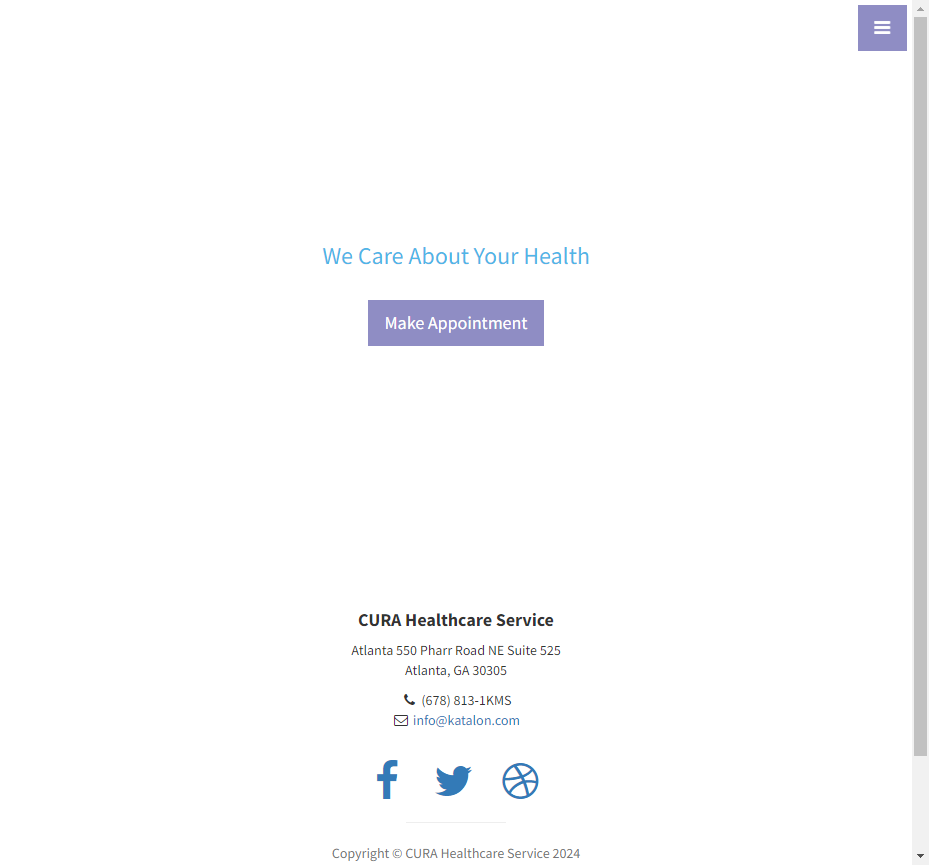 We Care About Your Health
Make Appointment
CURA Healthcare Service
Atlanta 550 Pharr Road NE Suite 525
Atlanta, GA 30305
(678) 813-1KMS
info@katalon.com
Copyright © CURA Healthcare Service 2024